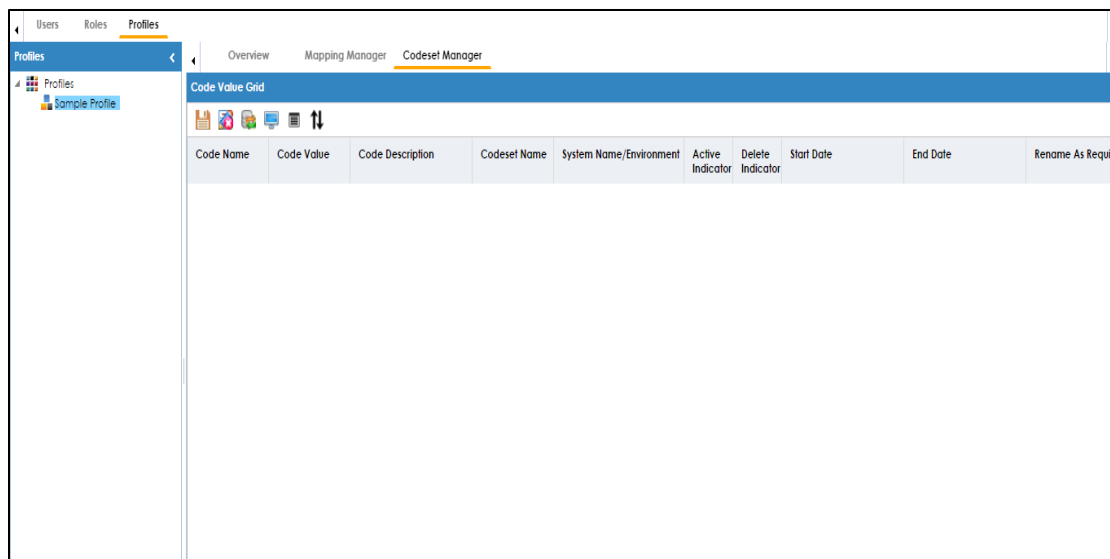 Users Roles Profiles
Profiles
Overview Mapping Manager Codeset Manager
Profiles
Sample Profile
Code Value Grid
Code Name Code Value Code Description Codeset Name System Name/Environment Active Indicator Delete Indicator Start Date End Date Rename As Requi